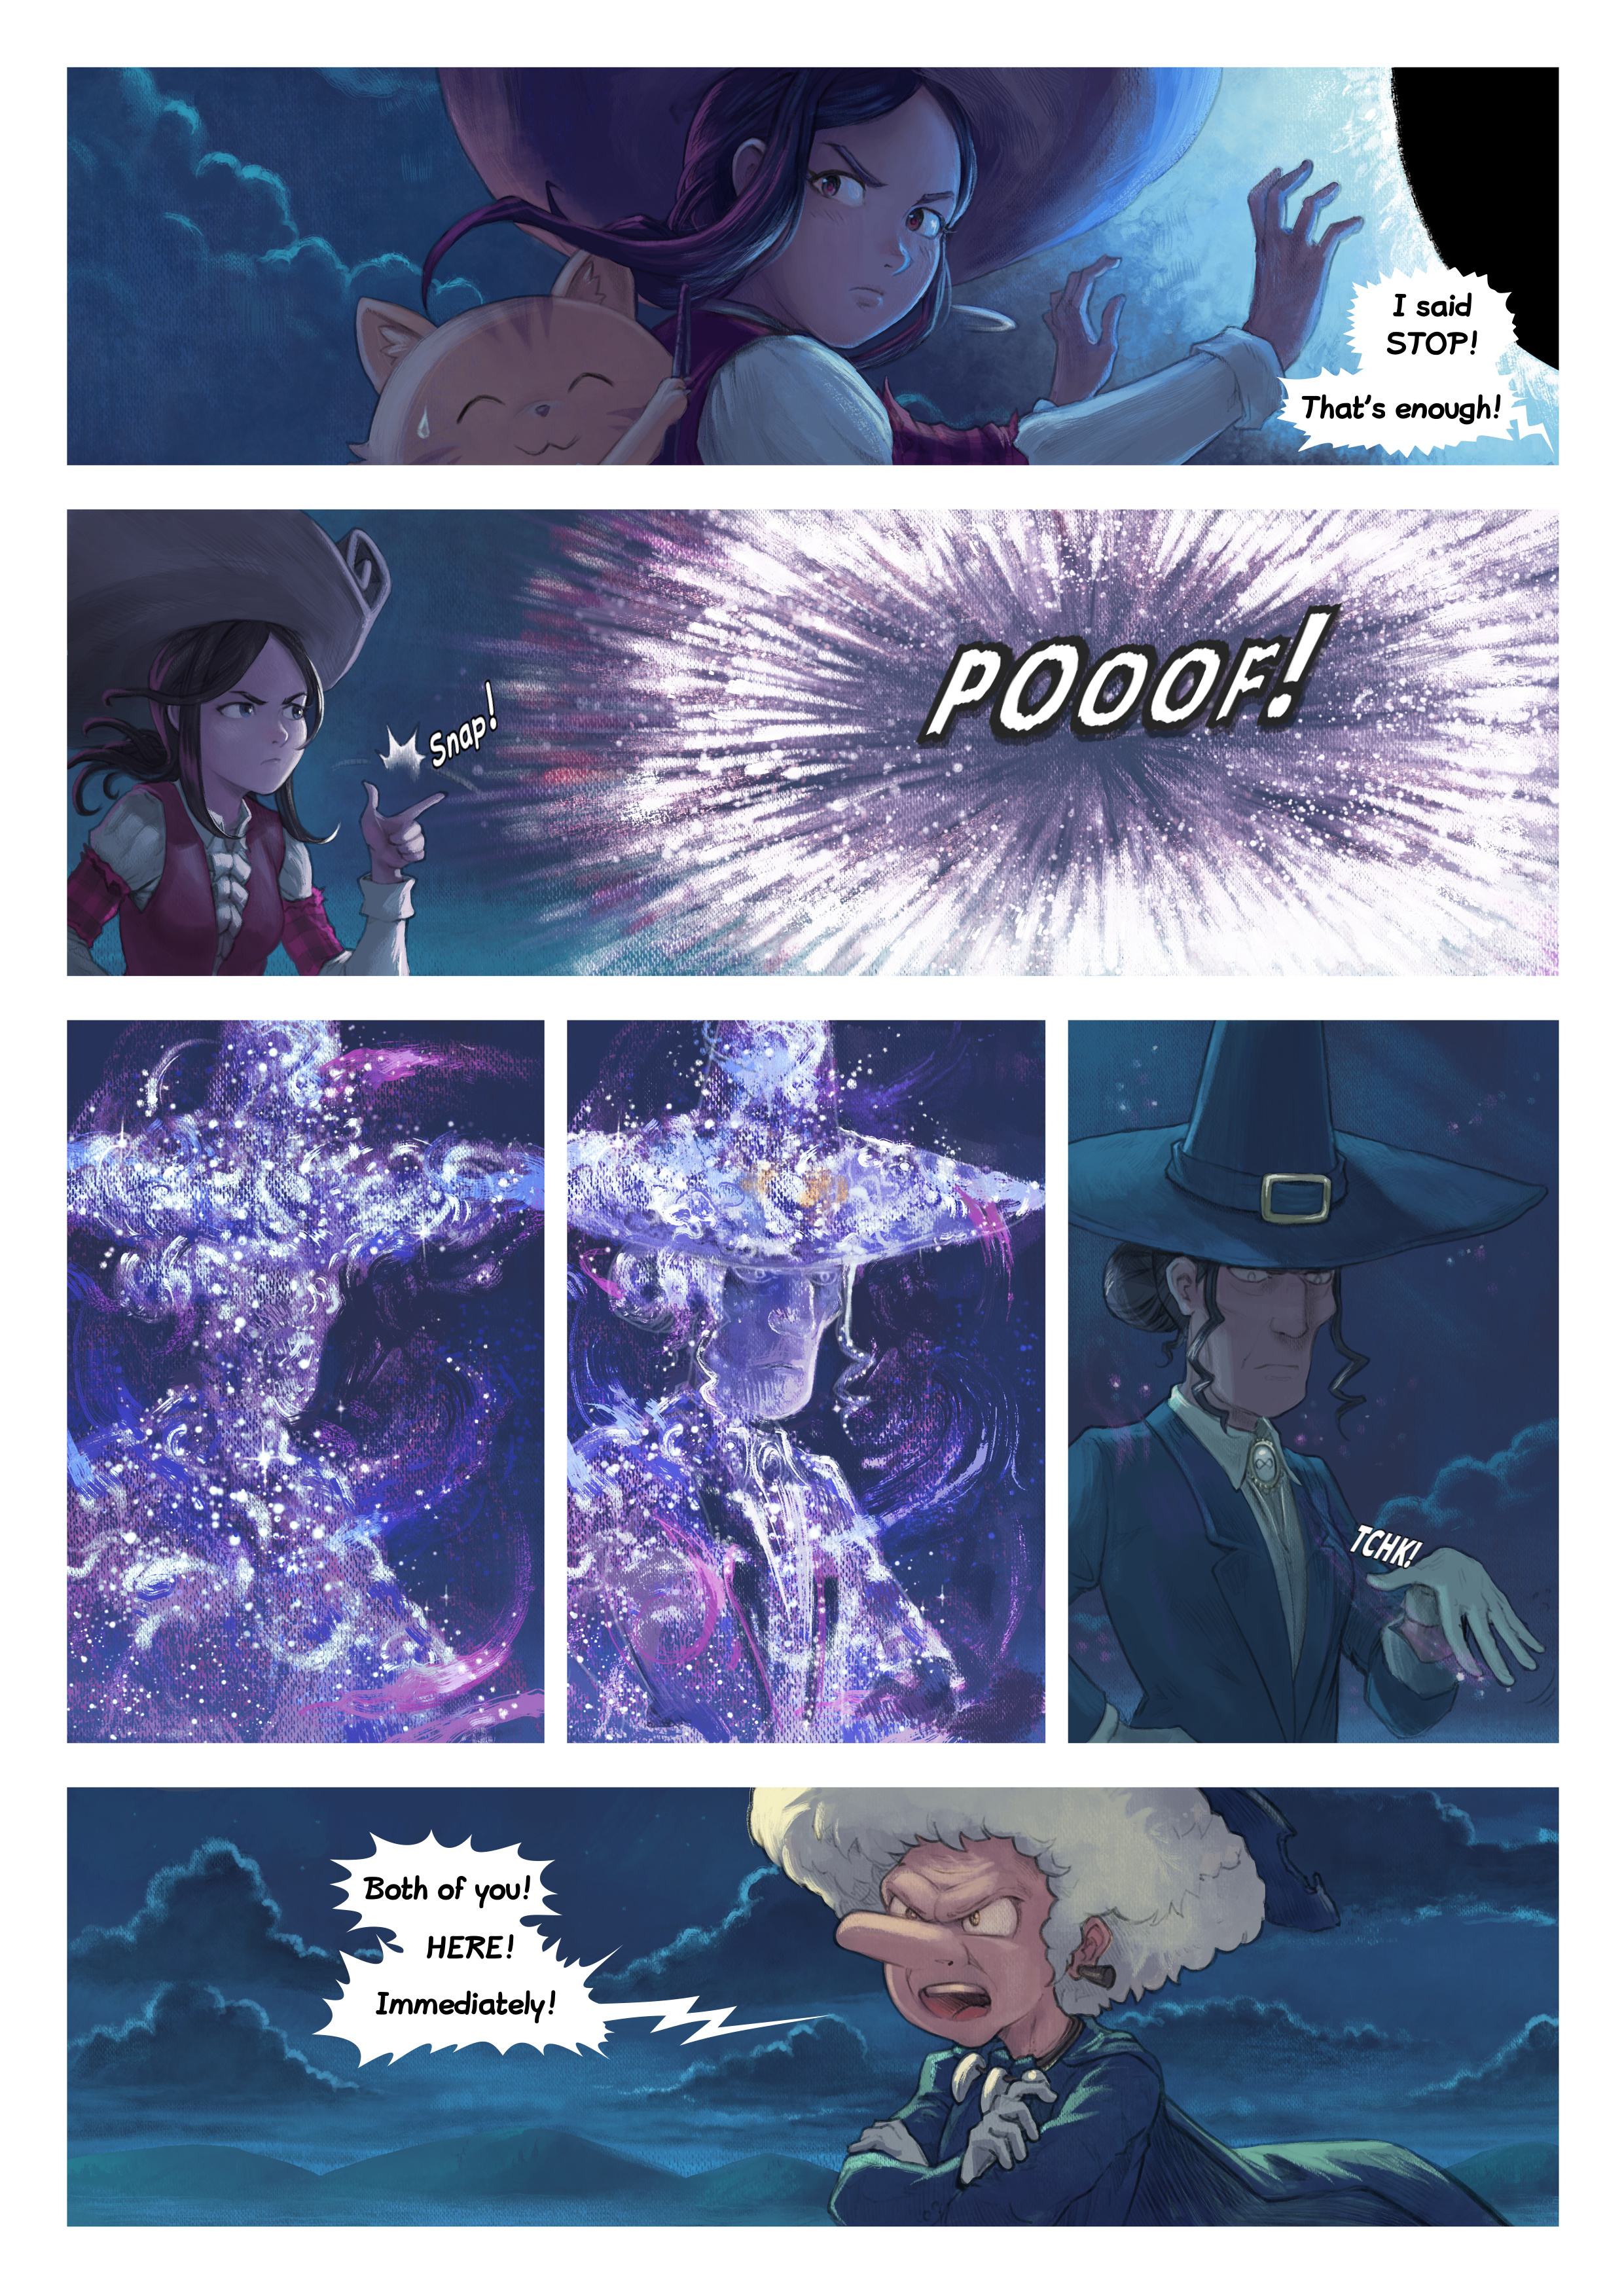 I said
STOP!
That's enough!
Snap!
POOOF!
TCHK!
Both of you!
HERE!
Immediately!